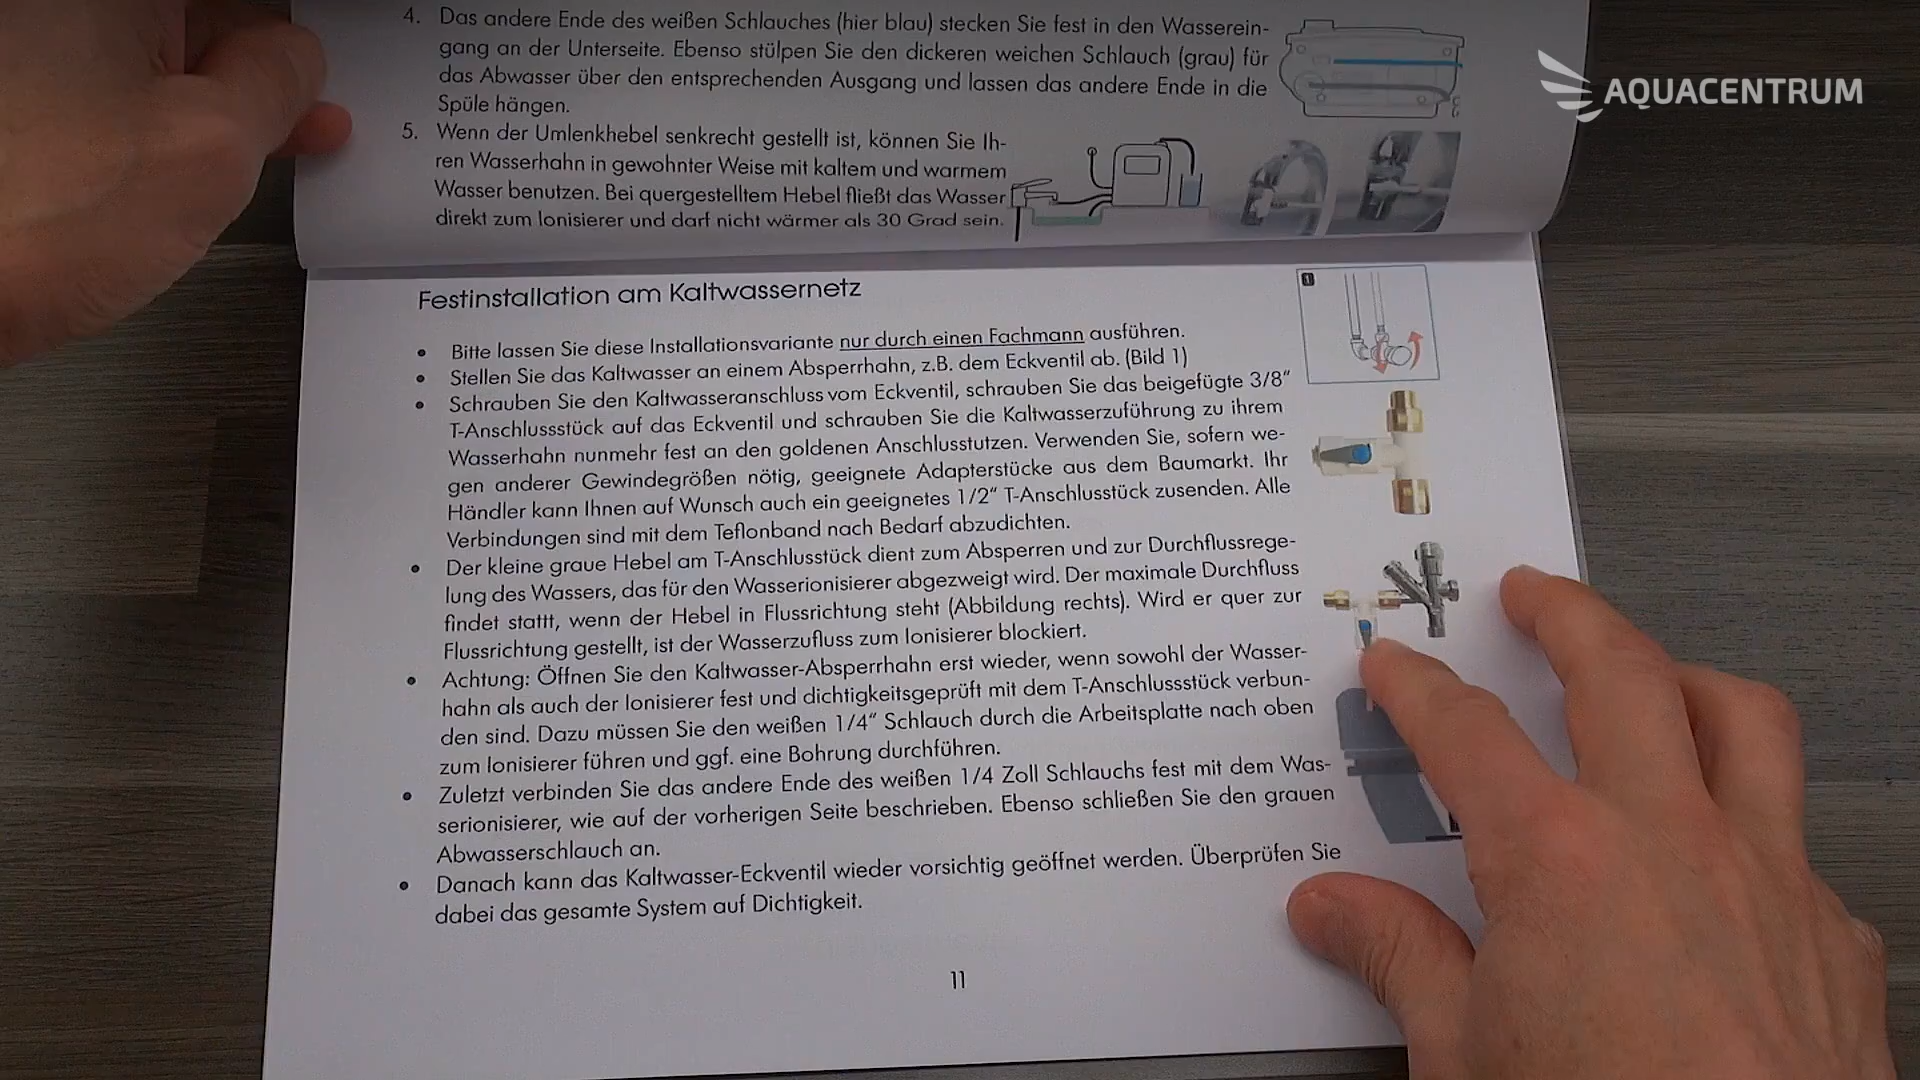 4. Das andere Ende des weißen Schlauches (hier blau) stecken Sie fest in den Wasserein-
gang an der Unterseite. Ebenso stülpen Sie den dickeren weichen Schlauch (grau) für
das Abwasser über den entsprechenden Ausgang und lassen das andere Ende in die
Spüle hängen.
5. Wenn der Umlenkhebel senkrecht gestellt ist, können Sie Ih-
ren Wasserhahn in gewohnter Weise mit kaltem und warmem
Wasser benutzen. Bei quergestelltem Hebel fließt das Wasser
direkt zum Ionisierer und darf nicht wärmer als 30 Grad sein.
AQUACENTRUM
Festinstallation am Kaltwassernetz
1
• Bitte lassen Sie diese Installationsvariante nur durch einen Fachmann ausführen.
• Stellen Sie das Kaltwasser an einem Absperrhahn, z.B. dem Eckventil ab. (Bild 1)
• Schrauben Sie den Kaltwasseranschluss vom Eckventil, schrauben Sie das beigefügte 3/8“
T-Anschlussstück auf das Eckventil und schrauben Sie die Kaltwasserzuführung zu ihrem
Wasserhahn nunmehr fest an den goldenen Anschlusstutzen. Verwenden Sie, sofern we-
gen anderer Gewindegrößen nötig, geeignete Adapterstücke aus dem Baumarkt. Ihr
Händler kann Ihnen auf Wunsch auch ein geeignetes 1/2“ T-Anschlusstück zusenden. Alle
Verbindungen sind mit dem Teflonband nach Bedarf abzudichten.
• Der kleine graue Hebel am T-Anschlusstück dient zum Absperren und zur Durchflussrege-
lung des Wassers, das für den Wasserionisierer abgezweigt wird. Der maximale Durchfluss
findet stattt, wenn der Hebel in Flussrichtung steht (Abbildung rechts). Wird er quer zur
Flussrichtung gestellt, ist der Wasserzufluss zum Ionisierer blockiert.
• Achtung: Öffnen Sie den Kaltwasser-Absperrhahn erst wieder, wenn sowohl der Wasser-
hahn als auch der Ionisierer fest und dichtigkeitsgeprüft mit dem T-Anschlussstück verbun-
den sind. Dazu müssen Sie den weißen 1/4“ Schlauch durch die Arbeitsplatte nach oben
zum Ionisierer führen und ggf. eine Bohrung durchführen.
• Zuletzt verbinden Sie das andere Ende des weißen 1/4 Zoll Schlauchs fest mit dem Was-
serionisierer, wie auf der vorherigen Seite beschrieben. Ebenso schließen Sie den grauen
Abwasserschlauch an.
• Danach kann das Kaltwasser-Eckventil wieder vorsichtig geöffnet werden. Überprüfen Sie
dabei das gesamte System auf Dichtigkeit.
11